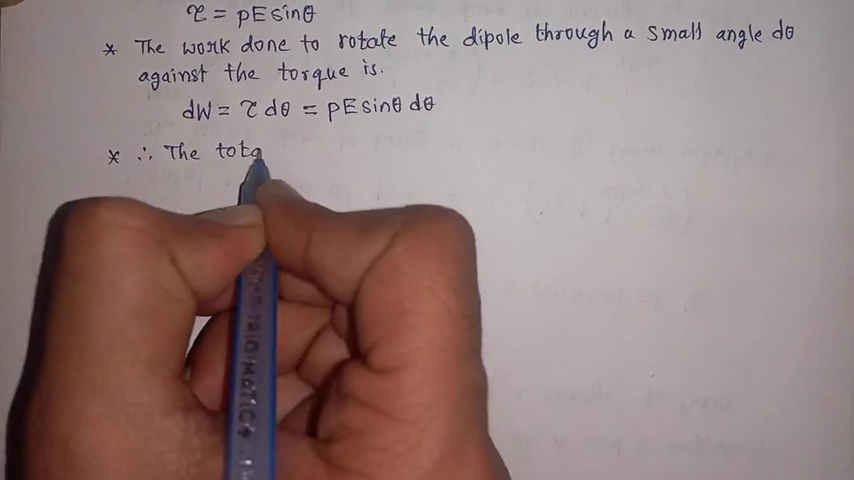 τ = pE sinθ
* The work done to rotate the dipole through a small angle dθ
against the torque is.
dW = τ dθ = pE sinθ dθ
* ∴ The tota